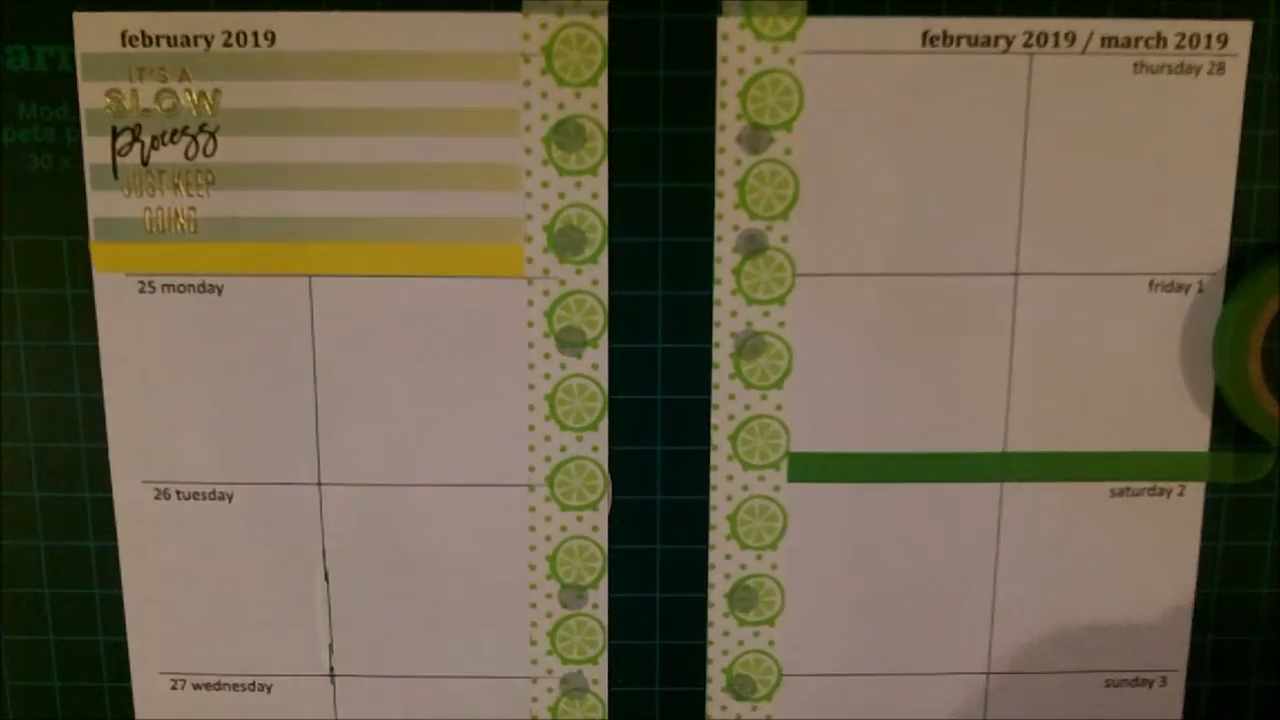 february 2019
IT'S A
SLOW
process
JUST KEEP
GOING
25 monday
26 tuesday
27 wednesday
february 2019 / march 2019
thursday 28
friday 1
saturday 2
sunday 3